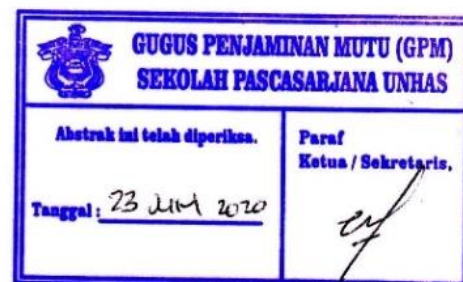 GUGUS PENJAMINAN MUTU (GPM)
SEKOLAH PASCASARJANA UNHAS
Abstrak ini telah diperiksa.
Tanggal : 23 JUNI 2020
Paraf
Ketua / Sekretaris,